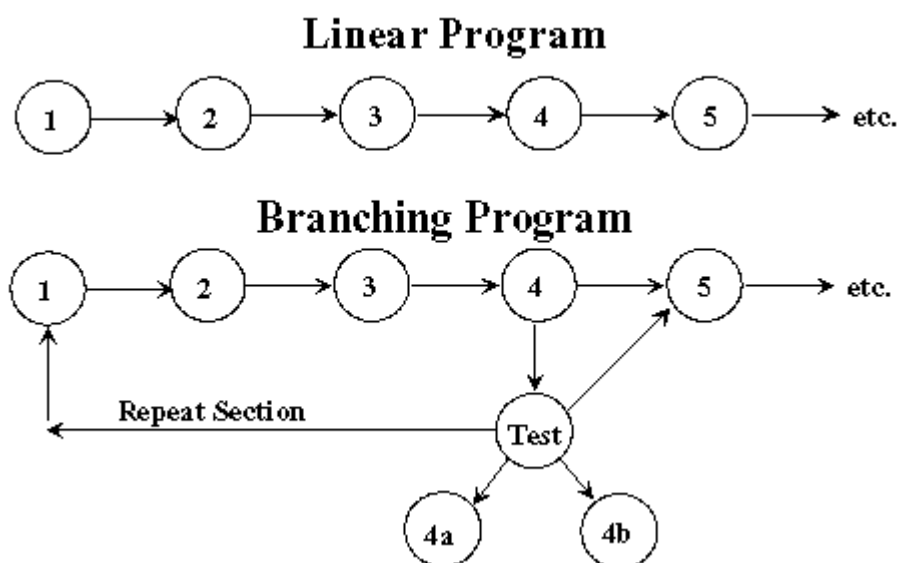 Linear Program
1 2 3 4 5 etc.
Branching Program
1 2 3 4 5 etc.
Repeat Section
Test
4a 4b